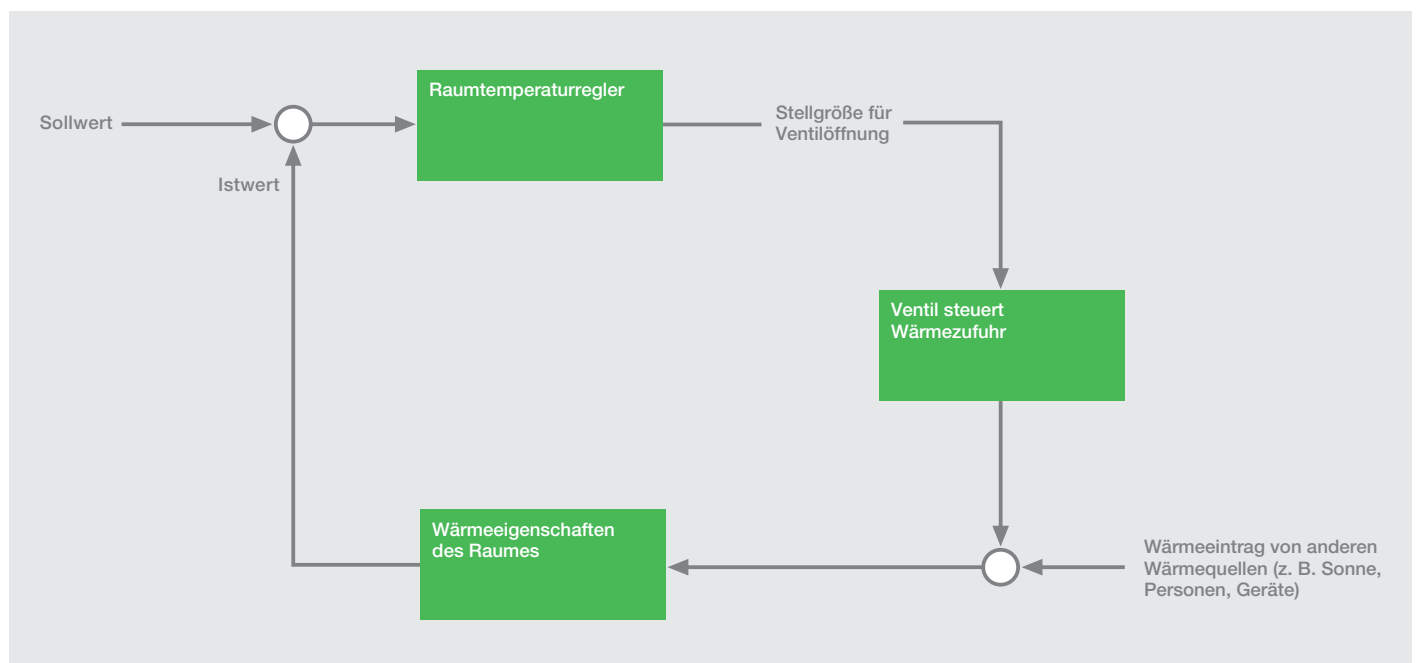 Raumtemperaturregler
Sollwert
Stellgröße für
Ventilöffnung
Istwert
Ventil steuert
Wärmezufuhr
Wärmeeigenschaften
des Raumes
Wärmeeintrag von anderen
Wärmequellen (z. B. Sonne,
Personen, Geräte)